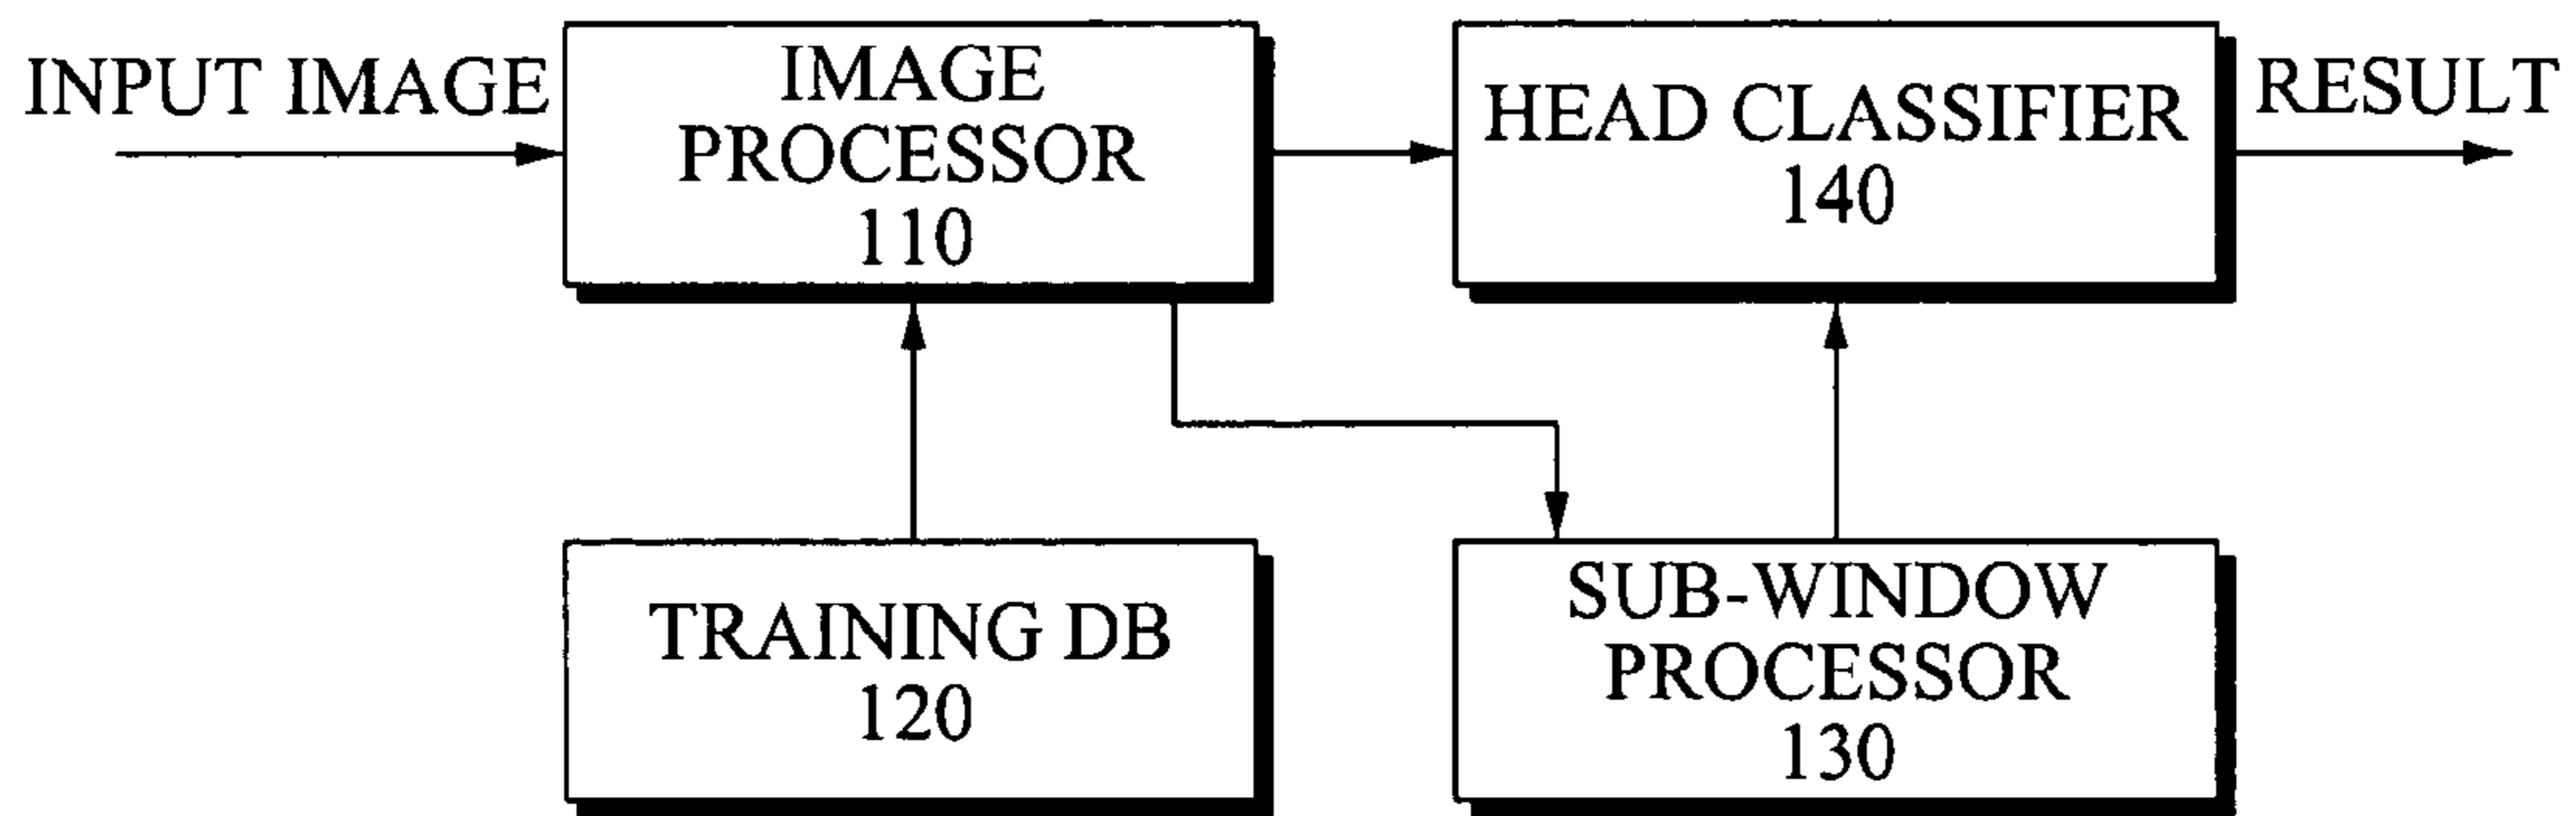 INPUT IMAGE
IMAGE
PROCESSOR
110
HEAD CLASSIFIER
140
RESULT
TRAINING DB
120
SUB-WINDOW
PROCESSOR
130